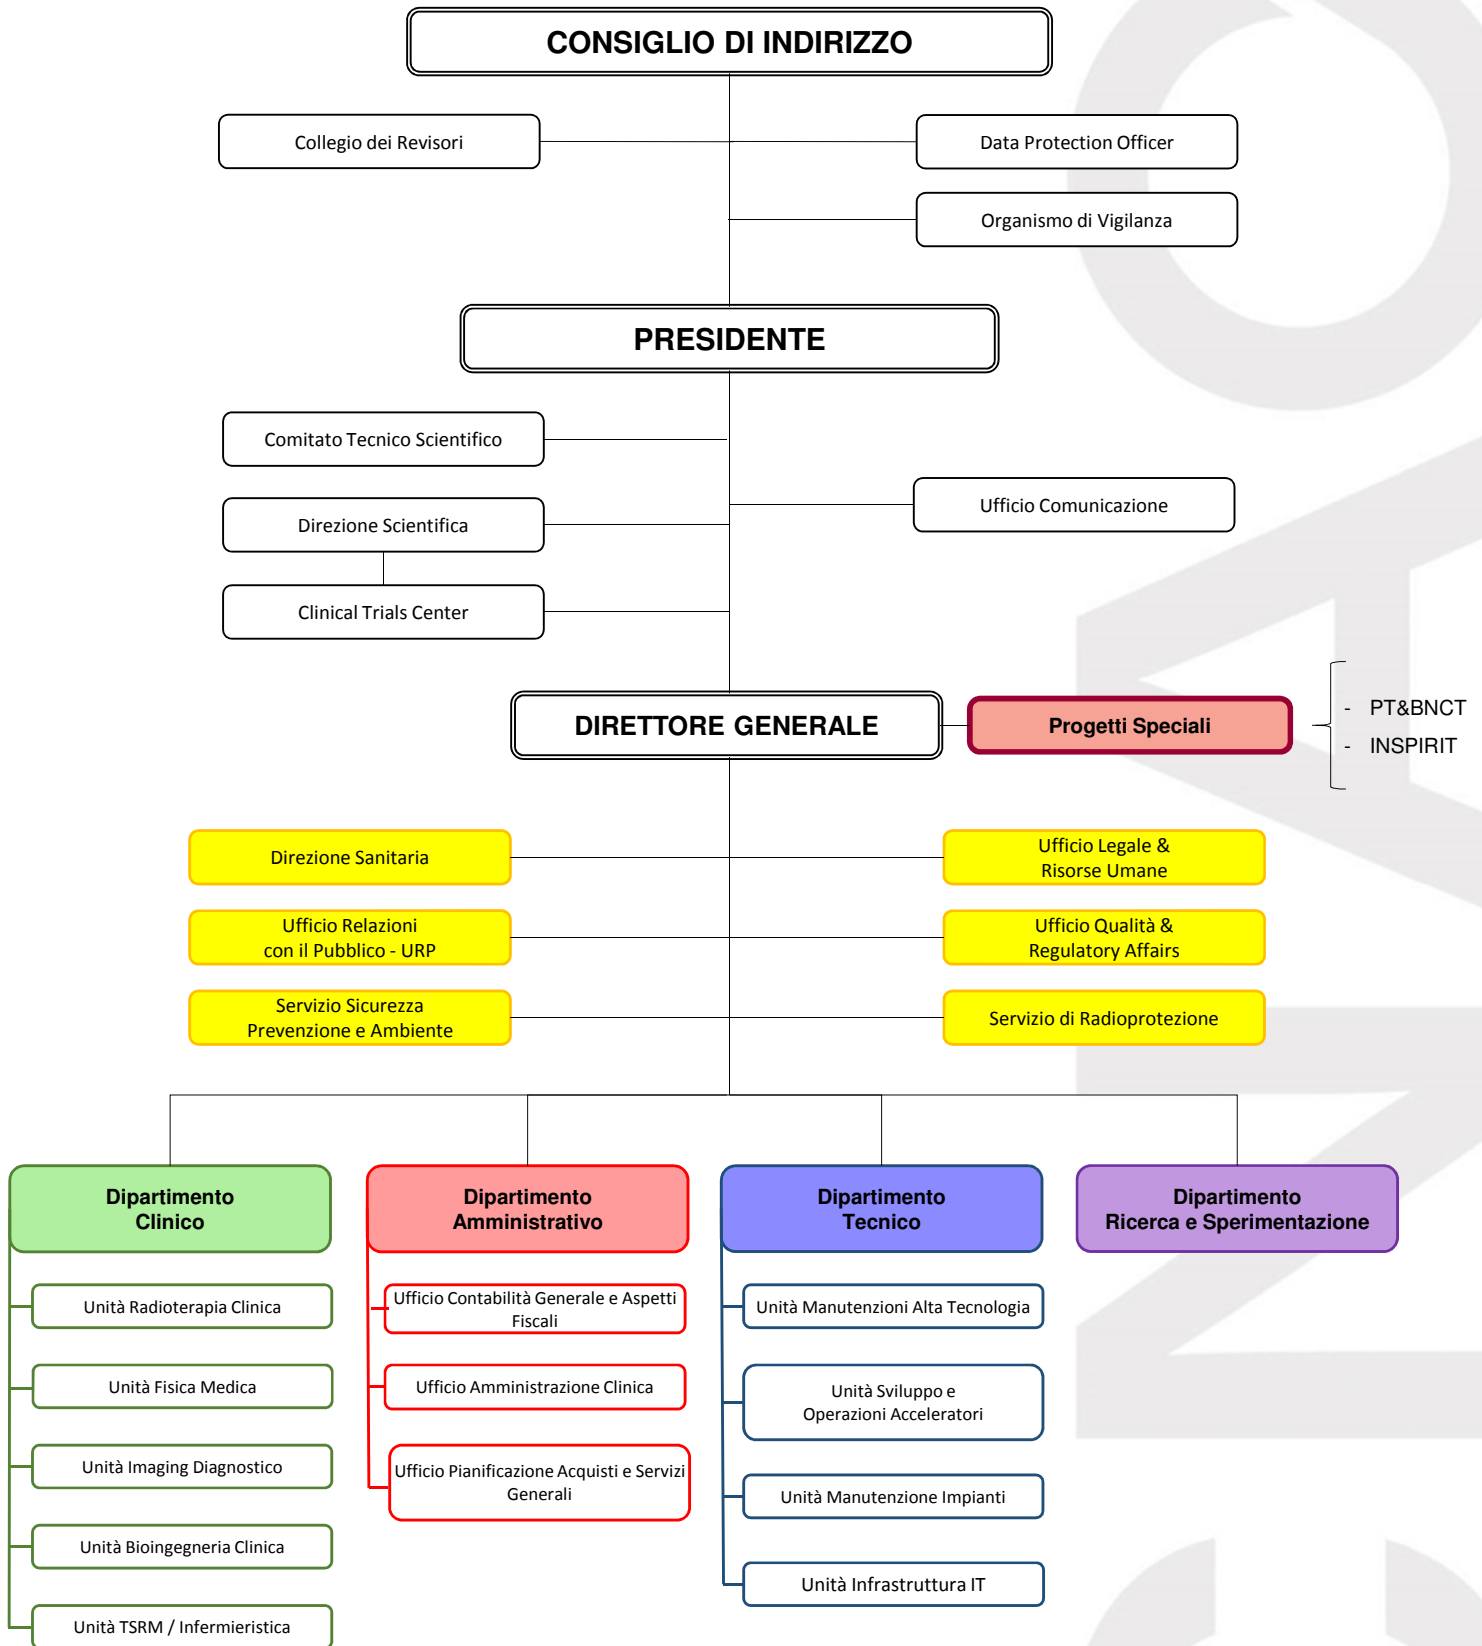 CONSIGLIO DI INDIRIZZO
Collegio dei Revisori
Data Protection Officer
Organismo di Vigilanza
PRESIDENTE
Comitato Tecnico Scientifico
Ufficio Comunicazione
Direzione Scientifica
Clinical Trials Center
DIRETTORE GENERALE
Progetti Speciali
- PT&BNCT
- INSPIRIT
Direzione Sanitaria
Ufficio Legale &
Risorse Umane
Ufficio Relazioni
con il Pubblico - URP
Ufficio Qualità &
Regulatory Affairs
Servizio Sicurezza
Prevenzione e Ambiente
Servizio di Radioprotezione
Dipartimento
Clinico
Unità Radioterapia Clinica
Unità Fisica Medica
Unità Imaging Diagnostico
Unità Bioingegneria Clinica
Unità TSRM / Infermieristica
Dipartimento
Amministrativo
Ufficio Contabilità Generale e Aspetti
Fiscali
Ufficio Amministrazione Clinica
Ufficio Pianificazione Acquisti e Servizi
Generali
Dipartimento
Tecnico
Unità Manutenzioni Alta Tecnologia
Unità Sviluppo e
Operazioni Acceleratori
Unità Manutenzione Impianti
Unità Infrastruttura IT
Dipartimento
Ricerca e Sperimentazione
CNAO